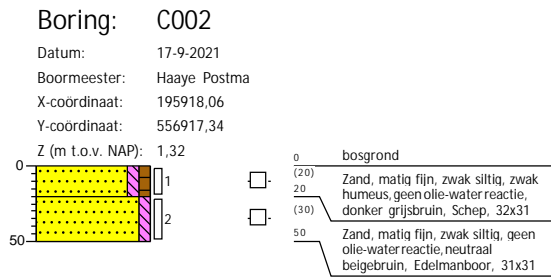 Boring: C002
Datum: 17-9-2021
Boormeester: Haaye Postma
X-coördinaat: 195918,06
Y-coördinaat: 556917,34
Z (m t.o.v. NAP): 1,32
0
50
1
2
0 bosgrond
(20)
20
Zand, matig fijn, zwak siltig, zwak
humeus, geen olie-water reactie,
donker grijsbruin, Schep, 32x31
(30)
50
Zand, matig fijn, zwak siltig, geen
olie-water reactie, neutraal
beigebruin, Edelmanboor, 31x31